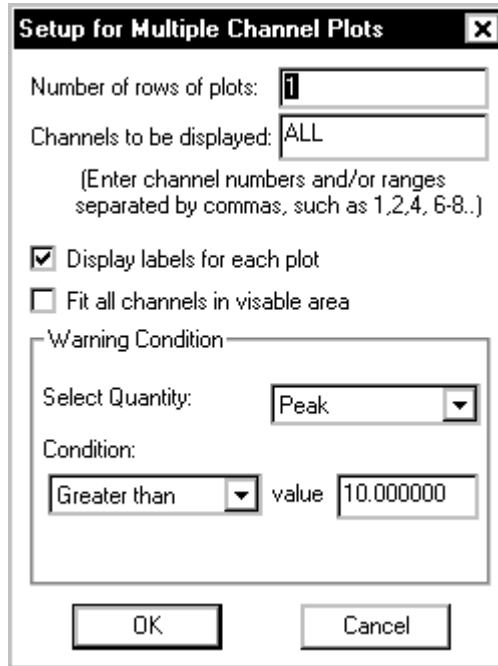 Setup for Multiple Channel Plots
Number of rows of plots: 1
Channels to be displayed: ALL
(Enter channel numbers and/or ranges
separated by commas, such as 1,2,4, 6-8..)
Display labels for each plot
Fit all channels in visable area
Warning Condition
Select Quantity: Peak
Condition:
Greater than value 10.000000
OK Cancel